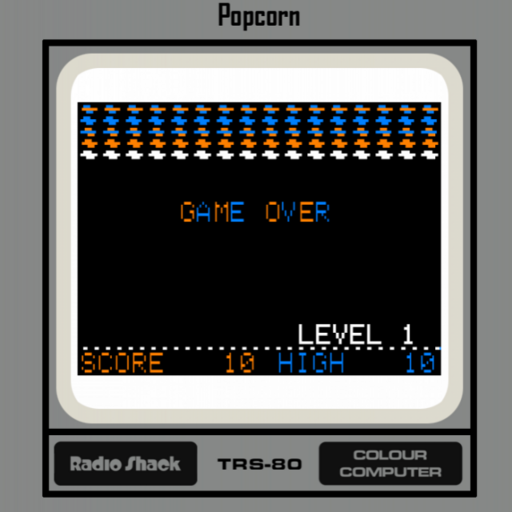 Popcorn
GAME OVER
LEVEL 1
SCORE 10 HIGH 10
Radio Shack TRS-80 COLOUR COMPUTER